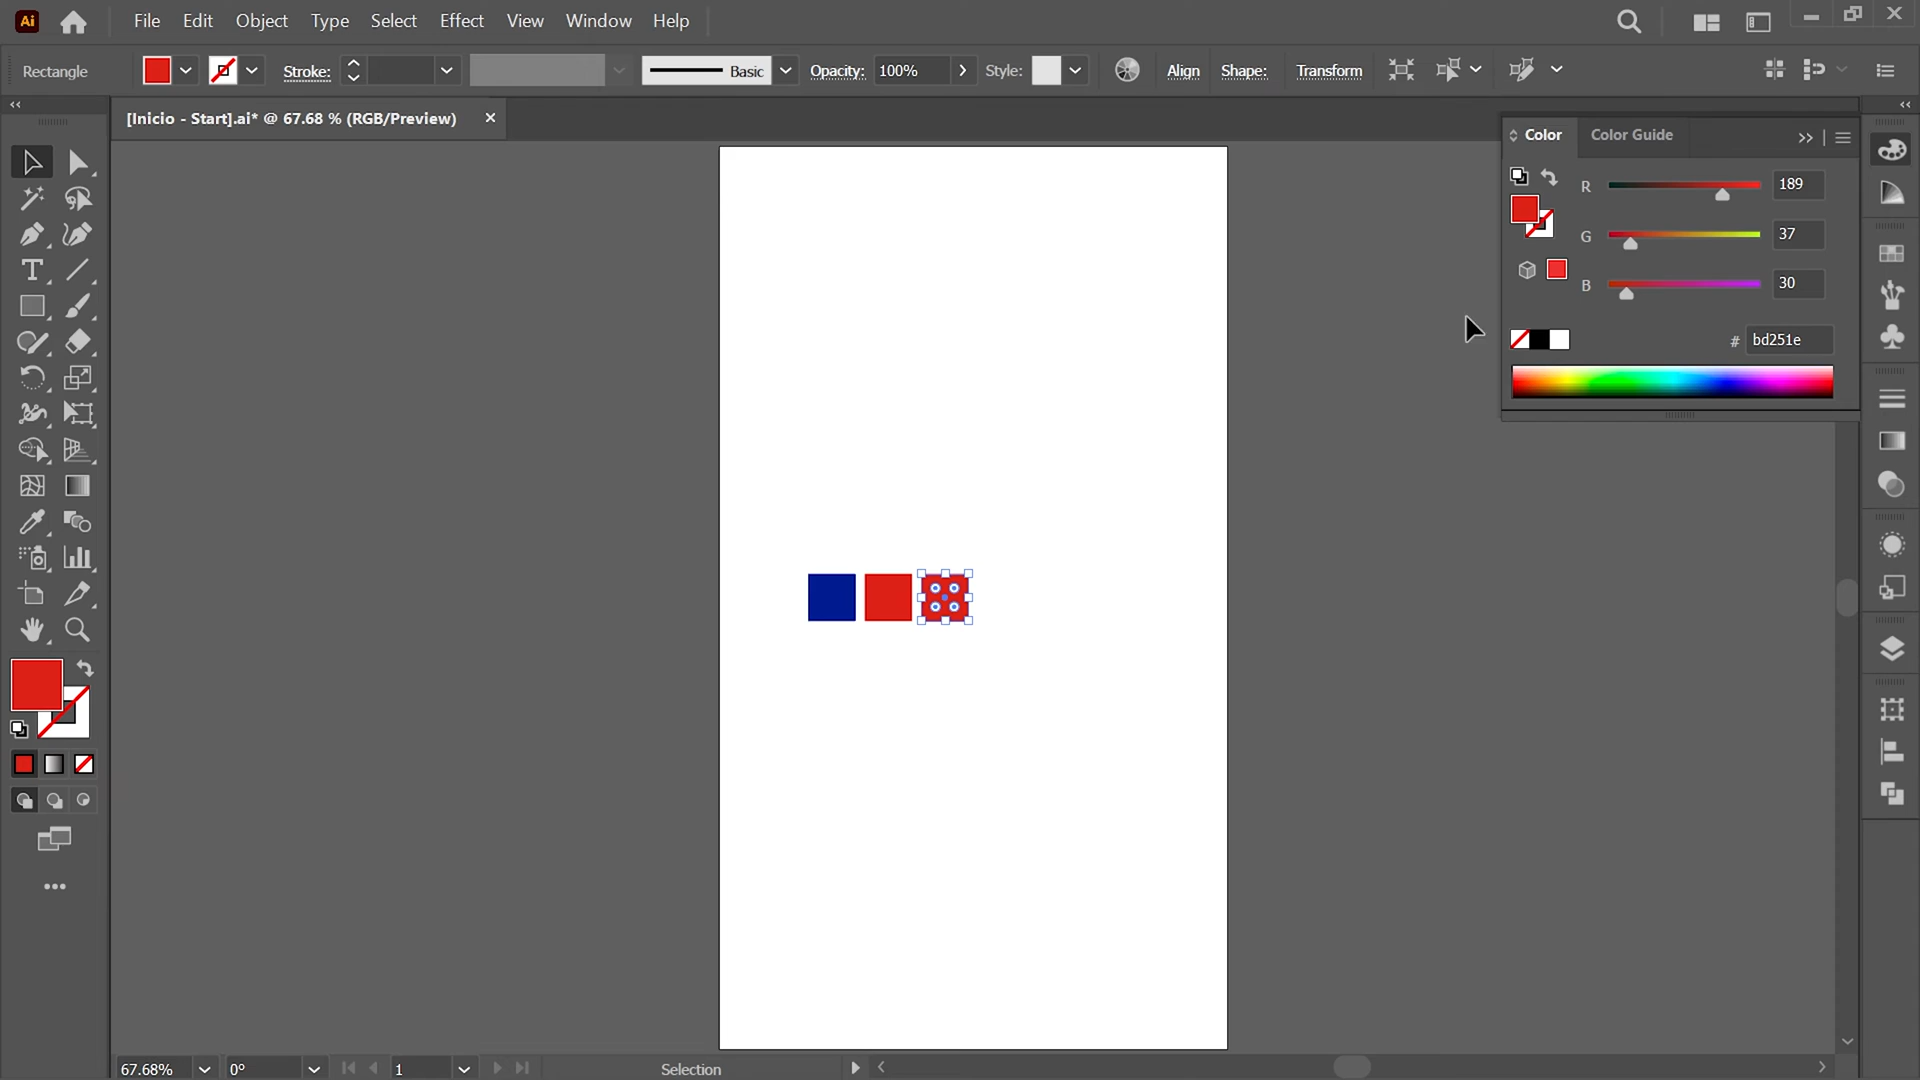 Ai File Edit Object Type Select Effect View Window Help
Rectangle Stroke: Basic Opacity: 100% Style: Align Shape: Transform
[Inicio - Start].ai* @ 67.68 % (RGB/Preview)
Color Color Guide
R 189
G 37
B 30
# bd251e
67.68% 0° 1 Selection